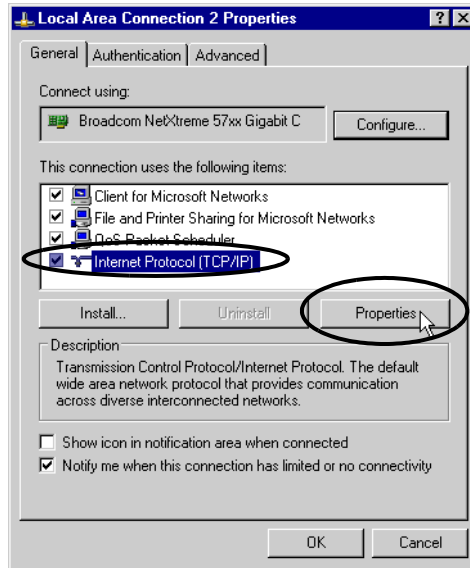 Local Area Connection 2 Properties
General Authentication Advanced
Connect using:
Broadcom NetXtreme 57xx Gigabit C Configure...
This connection uses the following items:
Client for Microsoft Networks
File and Printer Sharing for Microsoft Networks
QoS Packet Scheduler
Internet Protocol (TCP/IP)
Install... Uninstall Properties
Description
Transmission Control Protocol/Internet Protocol. The default
wide area network protocol that provides communication
across diverse interconnected networks.
Show icon in notification area when connected
Notify me when this connection has limited or no connectivity
OK Cancel